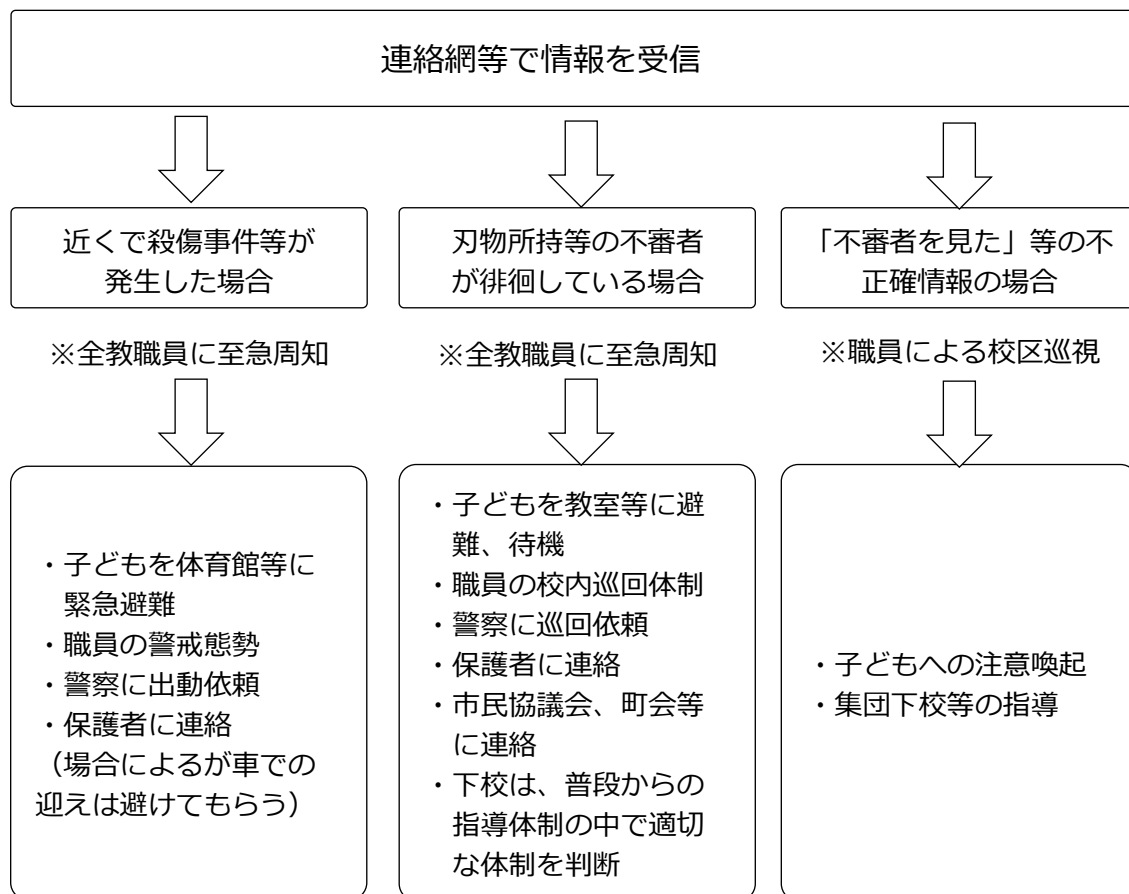 連絡網等で情報を受信
近くで殺傷事件等が
発生した場合
刃物所持等の不審者
が徘徊している場合
「不審者を見た」等の不
正確情報の場合
※全教職員に至急周知
※全教職員に至急周知
※職員による校区巡視
・子どもを体育館等に
緊急避難
・職員の警戒態勢
・警察に出動依頼
・保護者に連絡
（場合によるが車での
迎えは避けてもらう）
・子どもを教室等に避
難、待機
・職員の校内巡回体制
・警察に巡回依頼
・保護者に連絡
・市民協議会、町会等
に連絡
・下校は、普段からの
指導体制の中で適切
な体制を判断
・子どもへの注意喚起
・集団下校等の指導